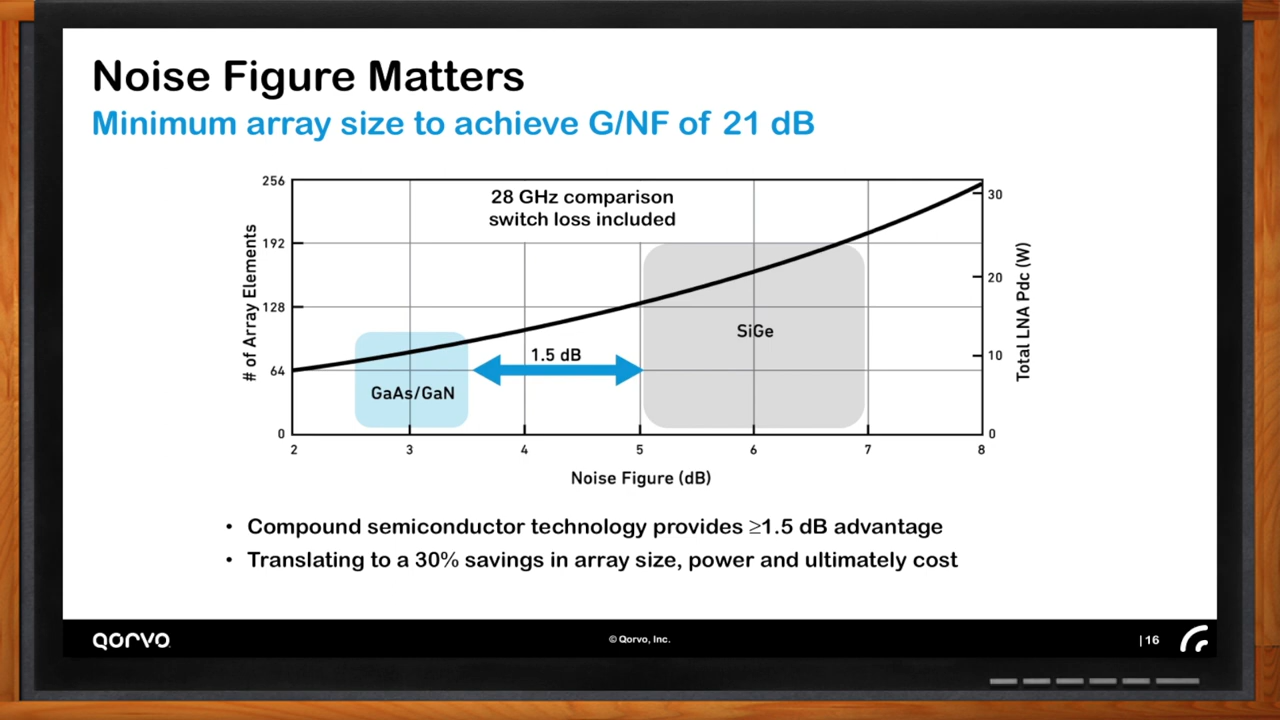 Noise Figure Matters
Minimum array size to achieve G/NF of 21 dB
28 GHz comparison
switch loss included
# of Array Elements
256
192
128
64
0
Total LNA Pdc (W)
30
20
10
0
SiGe
1.5 dB
GaAs/GaN
2 3 4 5 6 7 8
Noise Figure (dB)
• Compound semiconductor technology provides ≥1.5 dB advantage
• Translating to a 30% savings in array size, power and ultimately cost
QORVO
© Qorvo, Inc.
| 16